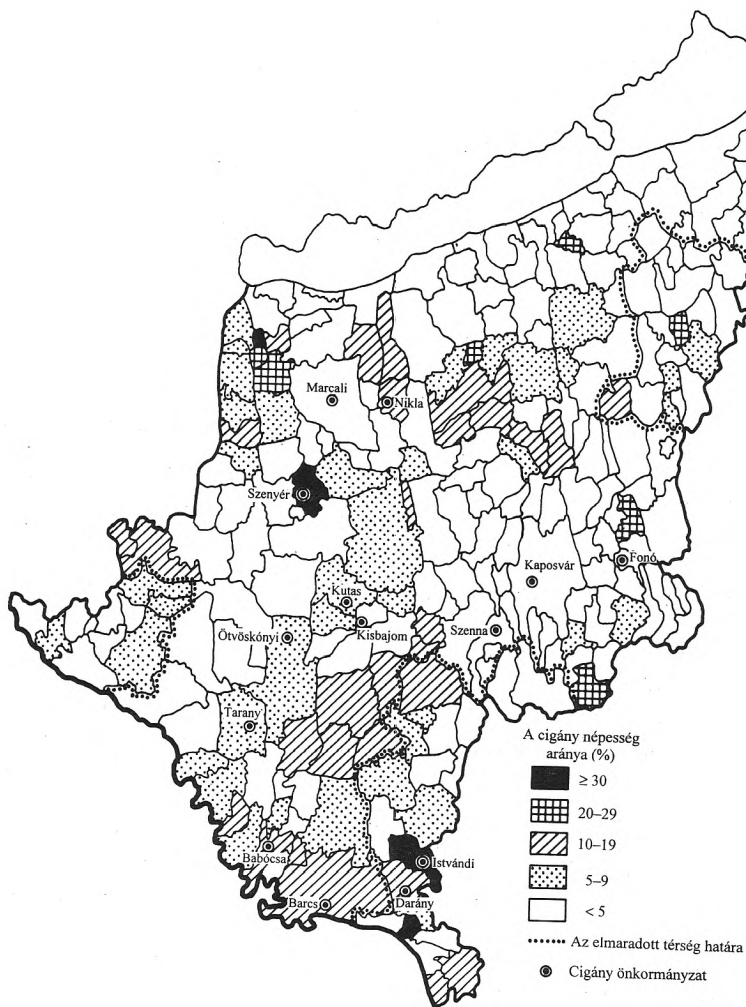 Marcali
Nikla
Szenyér
Fonó
Kaposvár
Kutas
Kisbajom
Szenna
Ötvöskónyi
Tarany
Babócsa
Istvándi
Barcs
Darány
A cigány népesség
aránya (%)
≥ 30
20–29
10–19
5–9
< 5
Az elmaradott térség határa
Cigány önkormányzat